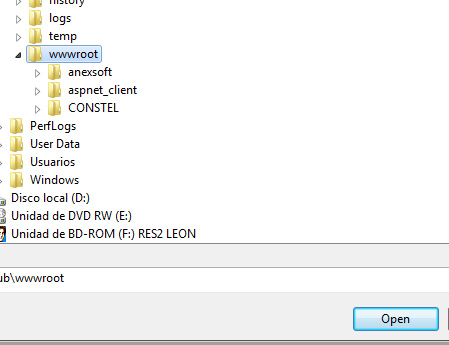 history
logs
temp
wwwroot
anexsoft
aspnet_client
CONSTEL
PerfLogs
User Data
Usuarios
Windows
Disco local (D:)
Unidad de DVD RW (E:)
Unidad de BD-ROM (F:) RES2 LEON
ub\wwwroot
Open